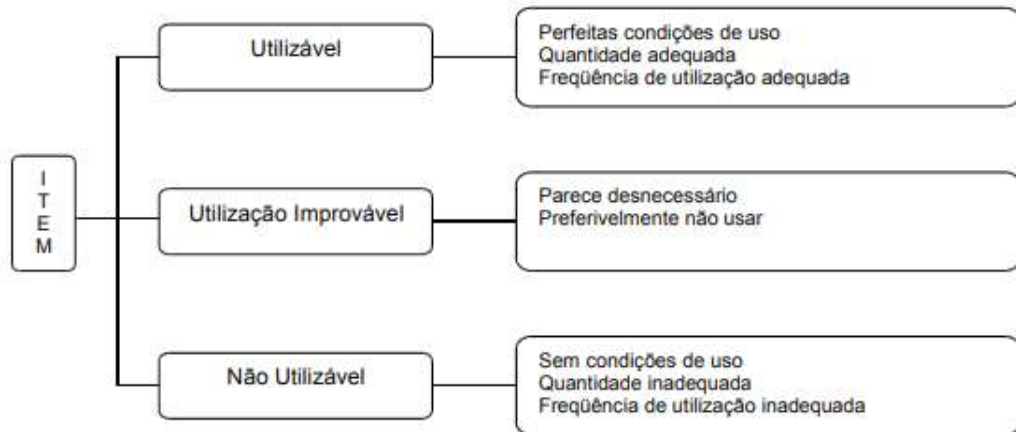 Utilizável
Perfeitas condições de uso
Quantidade adequada
Freqüência de utilização adequada
I
T
E
M
Utilização Improvável
Parece desnecessário
Preferivelmente não usar
Não Utilizável
Sem condições de uso
Quantidade inadequada
Freqüência de utilização inadequada